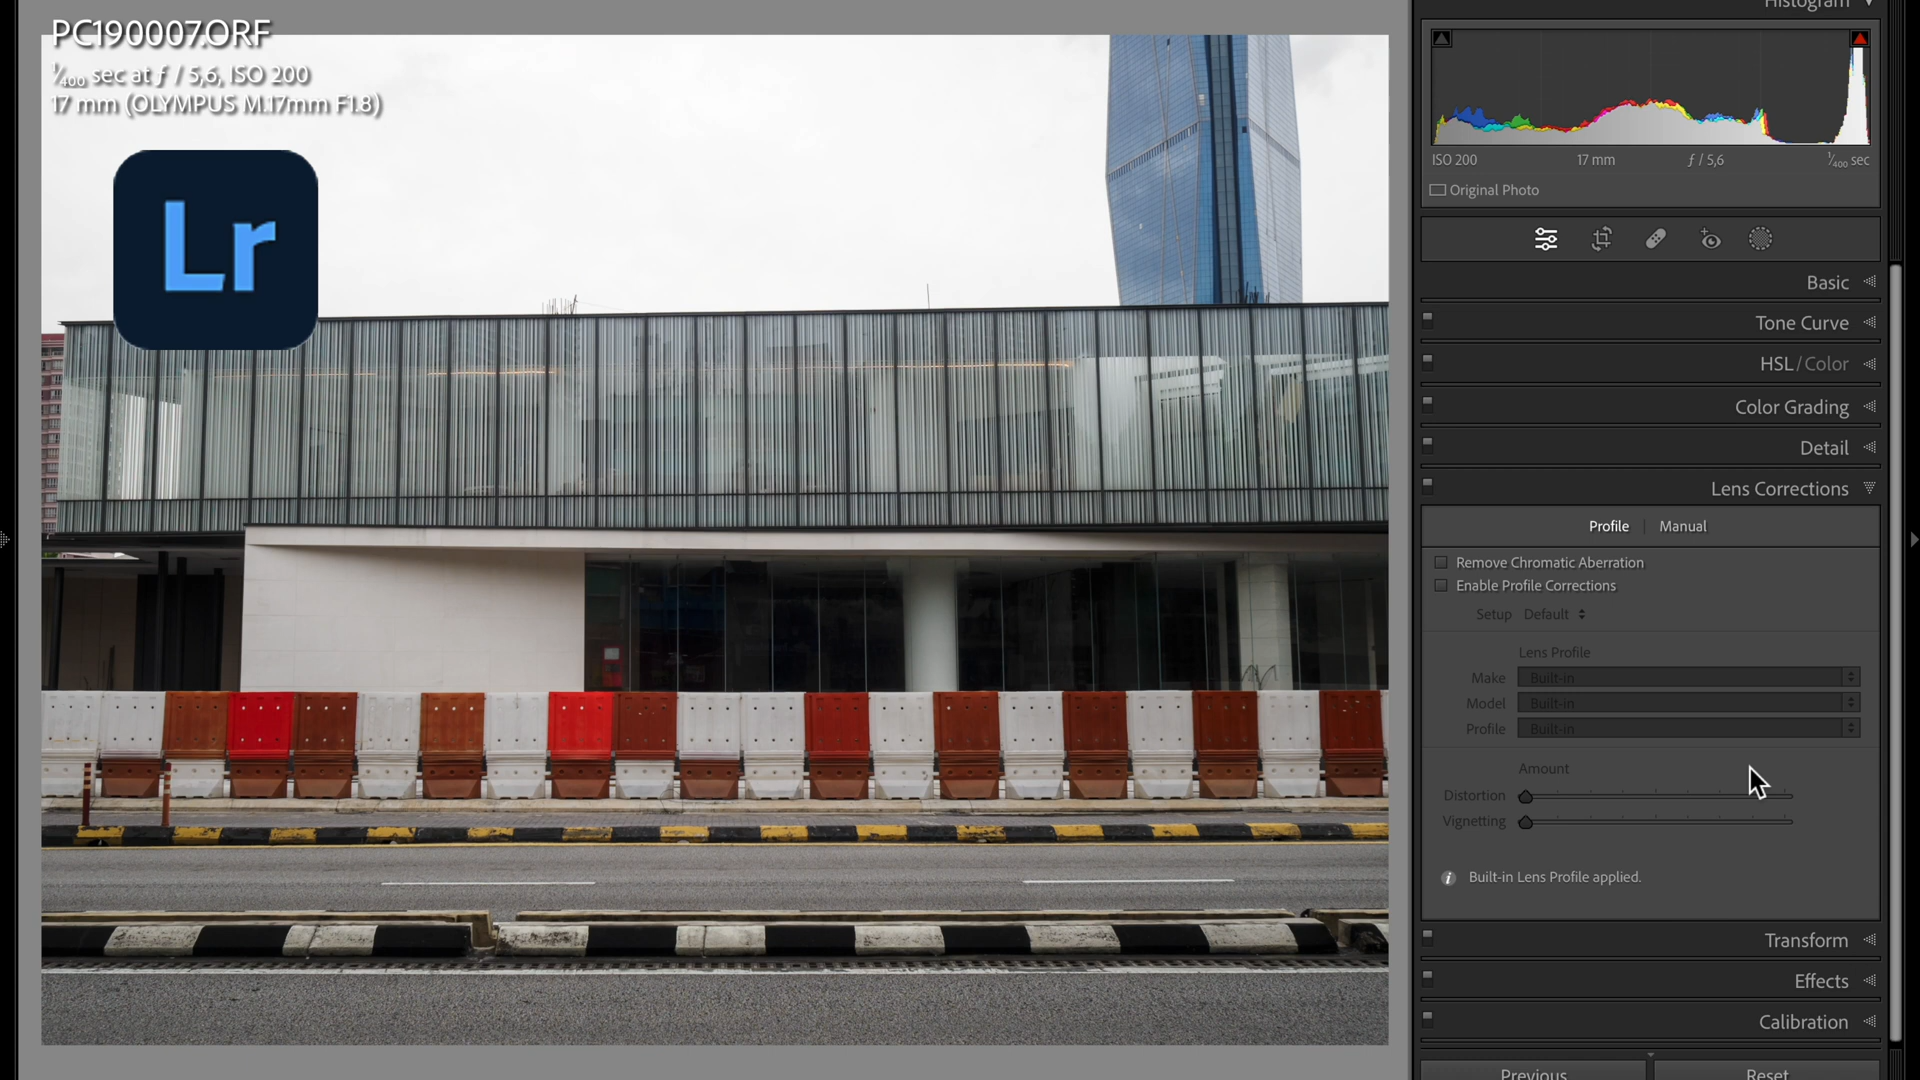 PC190007.ORF
1/400 sec at ƒ / 5,6, ISO 200
17 mm (OLYMPUS M.17mm F1.8)
Lr
Histogram
ISO 200 17 mm ƒ / 5,6 1/400 sec
Original Photo
Basic
Tone Curve
HSL / Color
Color Grading
Detail
Lens Corrections
Profile | Manual
Remove Chromatic Aberration
Enable Profile Corrections
Setup Default
Lens Profile
Make Built-in
Model Built-in
Profile Built-in
Amount
Distortion
Vignetting
Built-in Lens Profile applied.
Transform
Effects
Calibration
Previous Reset